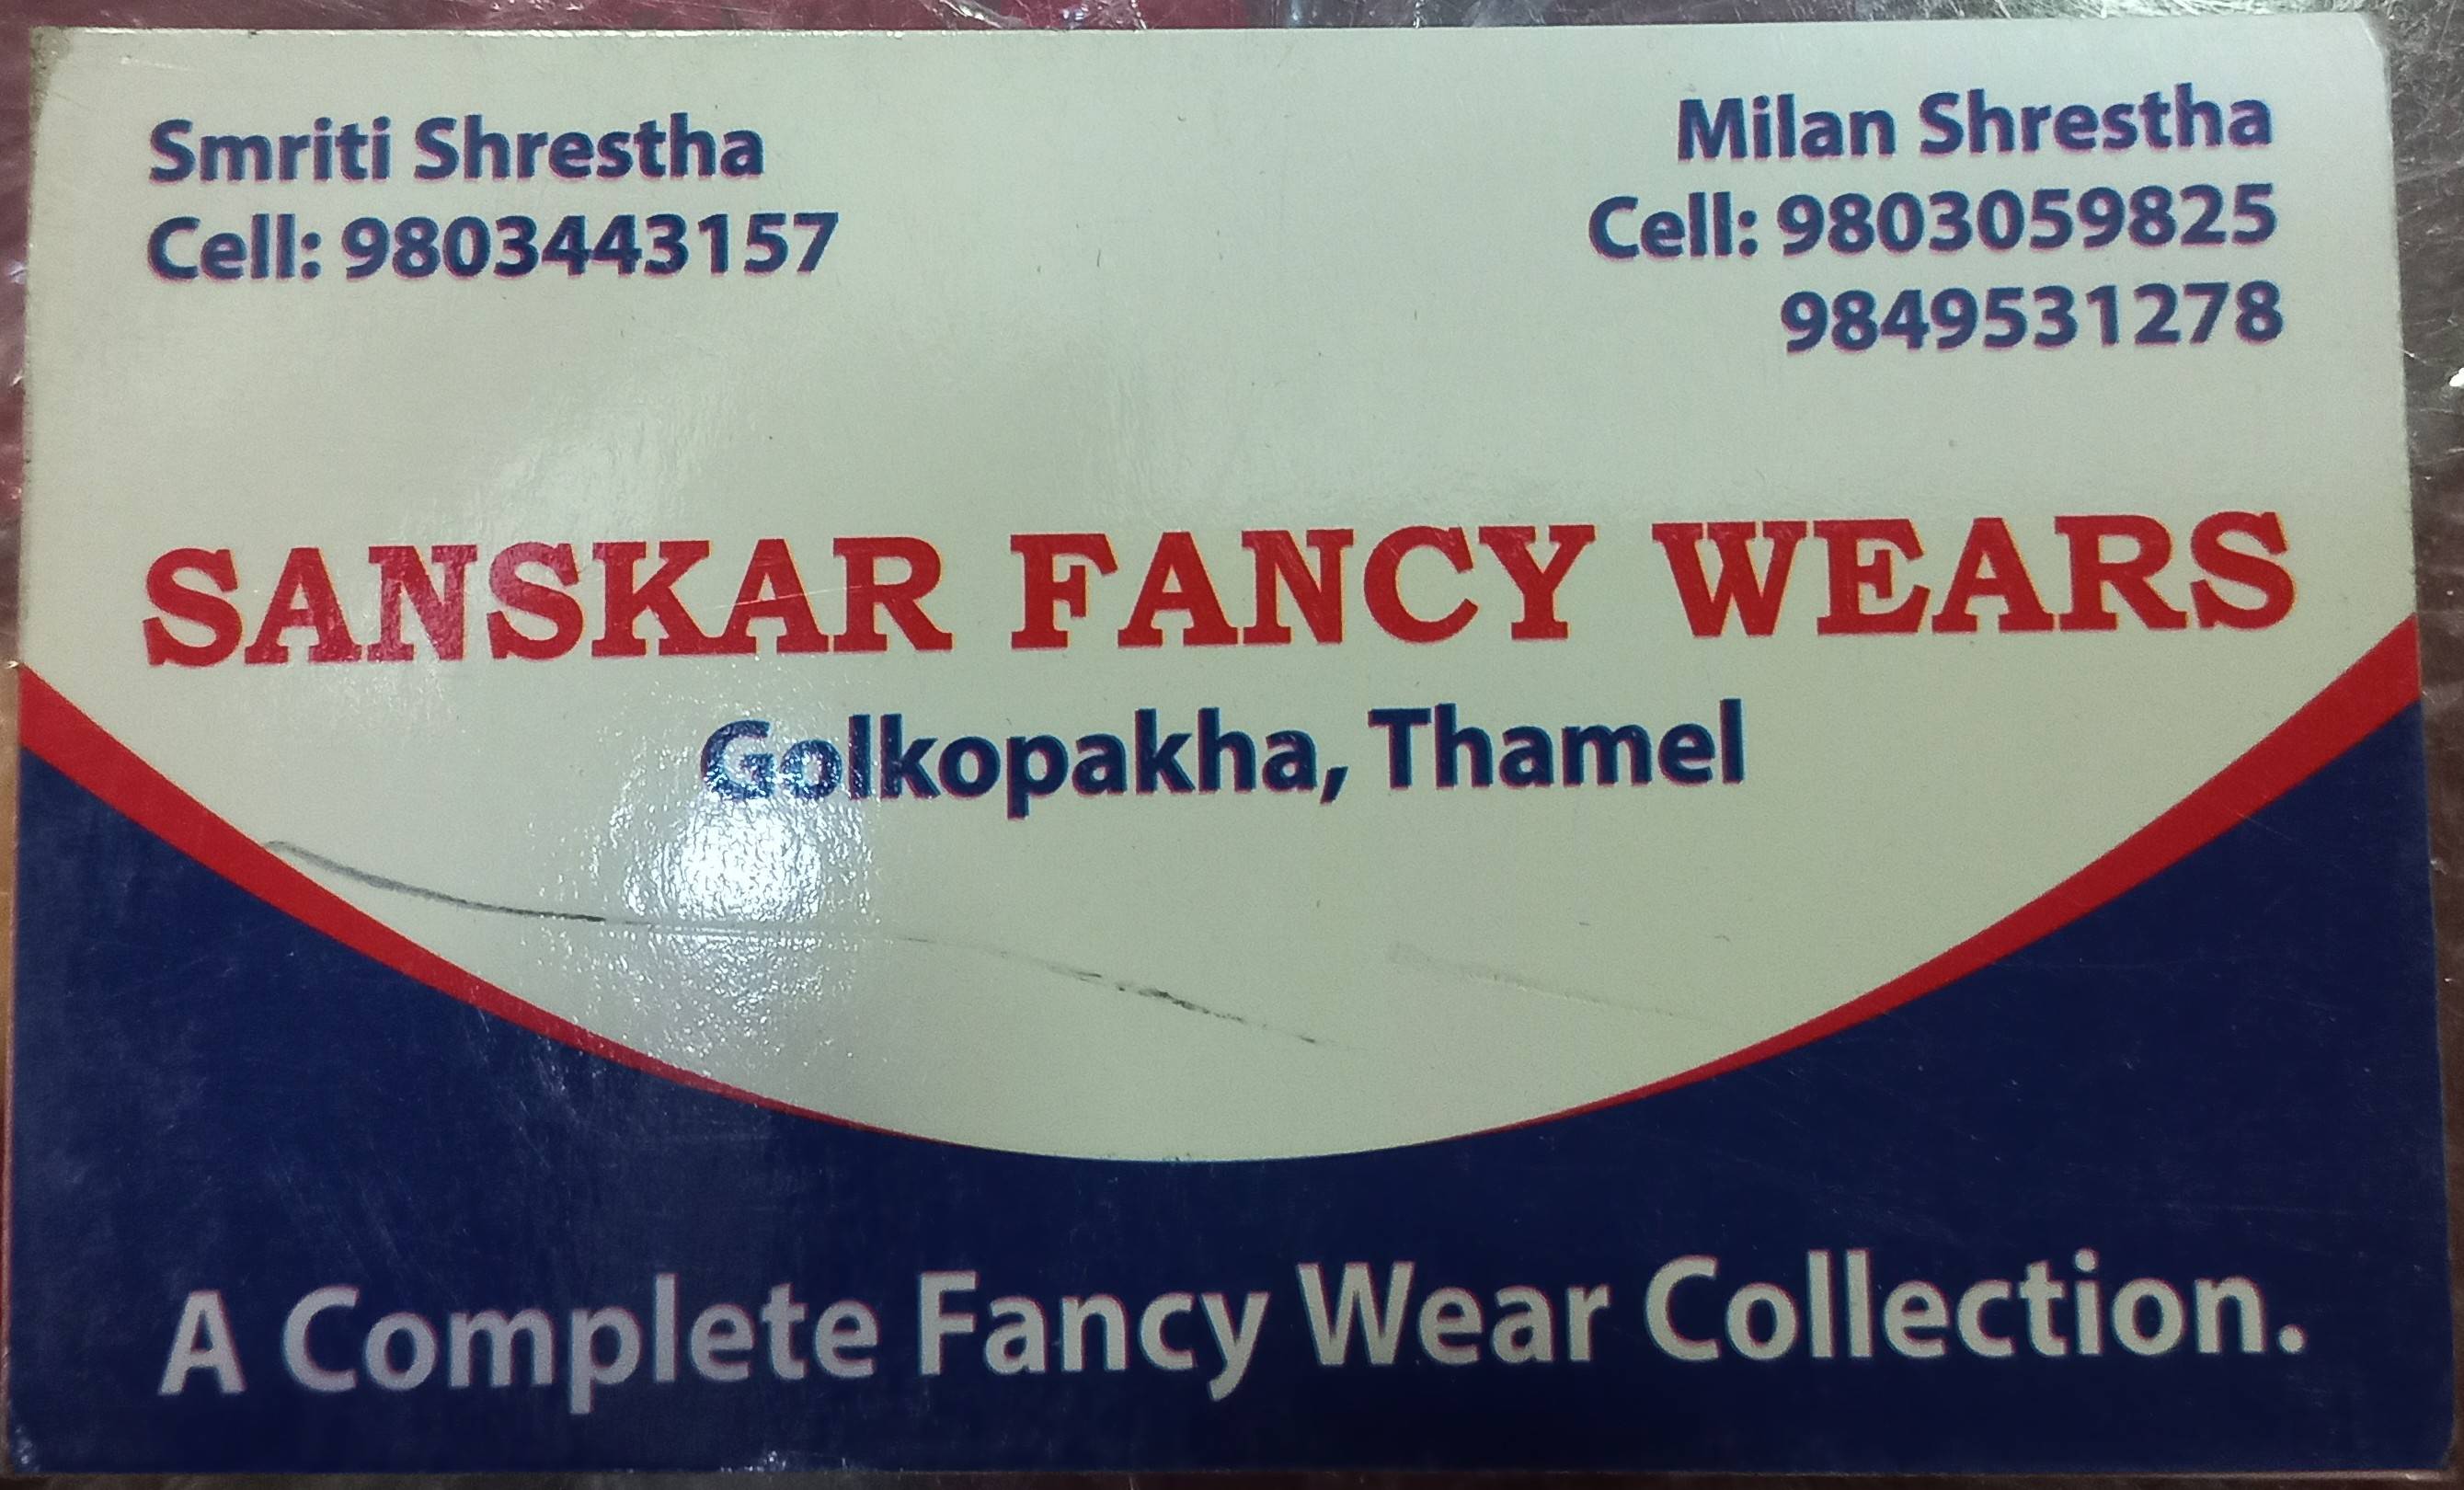 Smriti Shrestha
Cell: 9803443157
Milan Shrestha
Cell: 9803059825
9849531278
SANSKAR FANCY WEARS
Golkopakha, Thamel
A Complete Fancy Wear Collection.